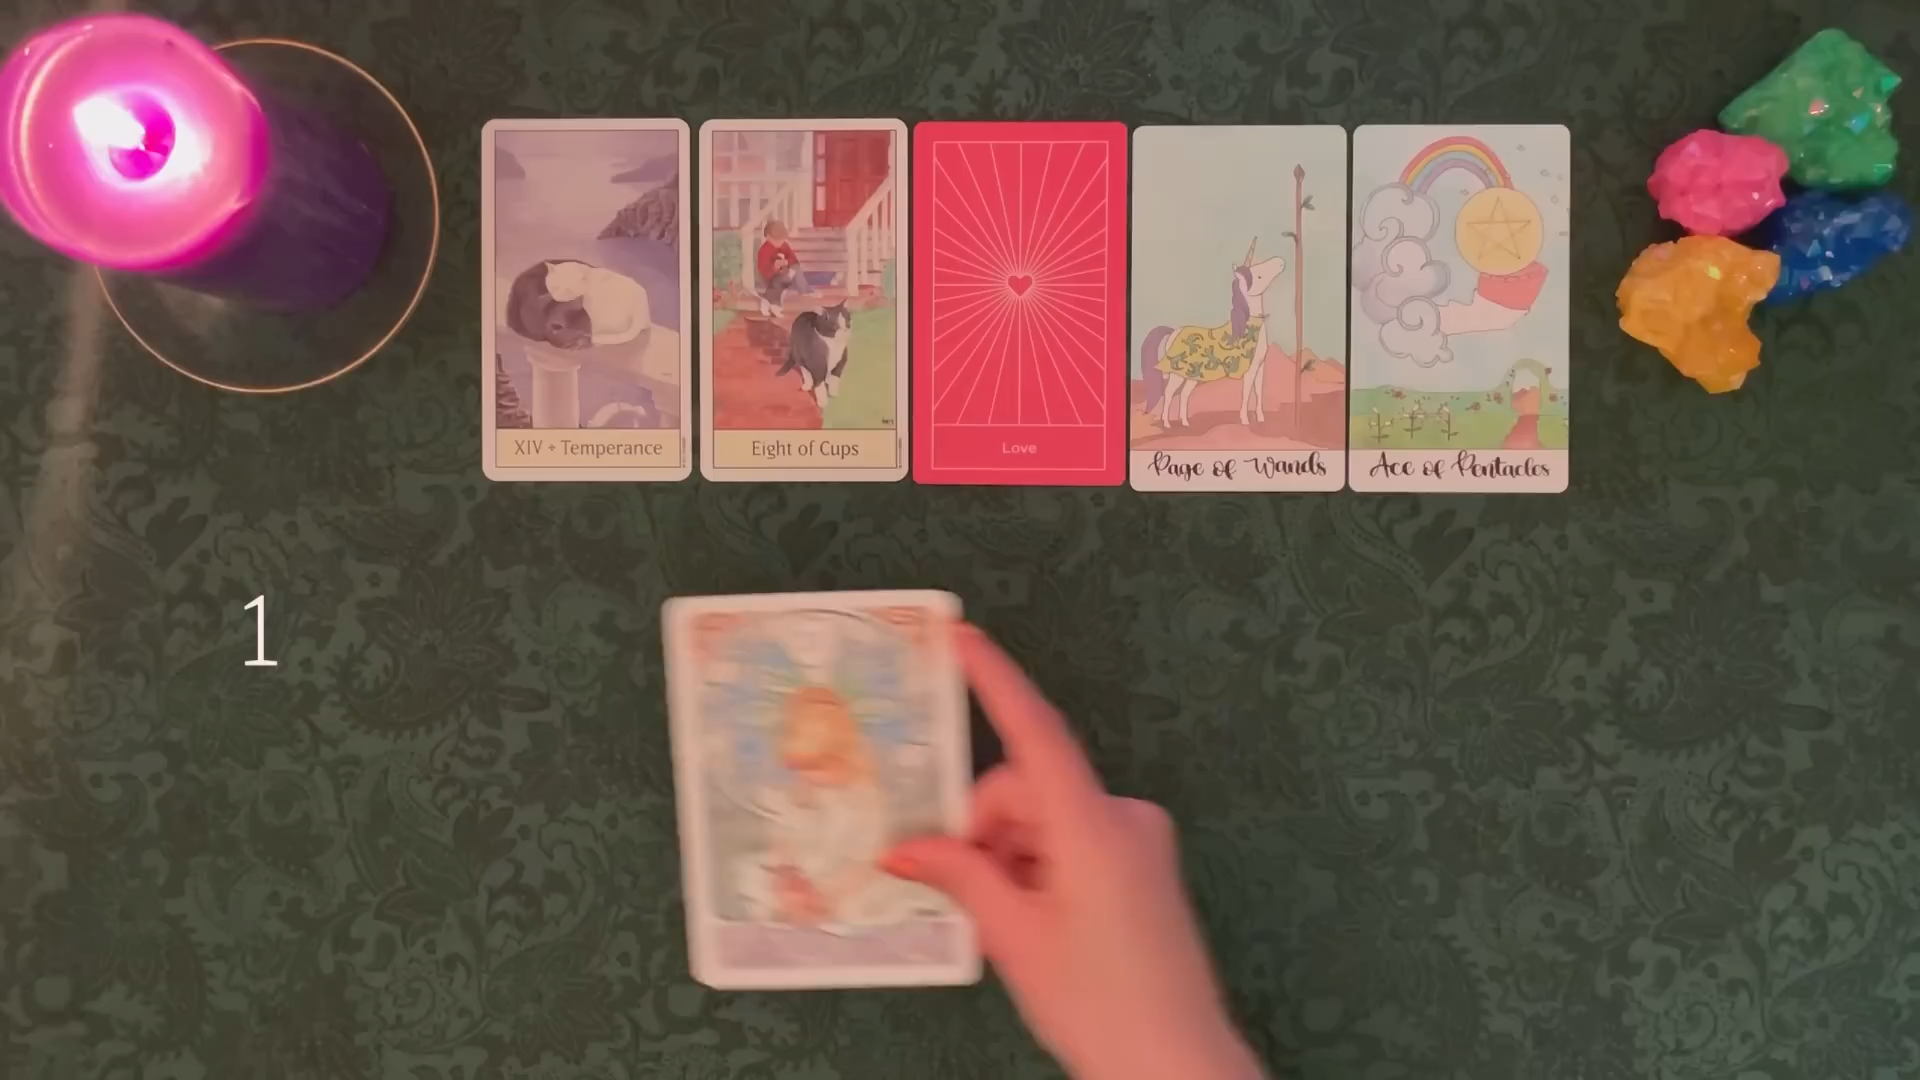 XIV + Temperance
Eight of Cups
Love
Page of Wands
Ace of Pentacles
1